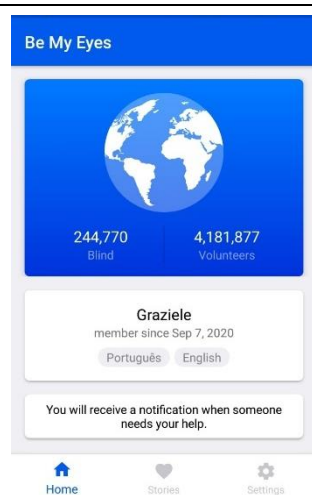 Be My Eyes
244,770 4,181,877
Blind Volunteers
Graziele
member since Sep 7, 2020
Português English
You will receive a notification when someone
needs your help.
Home Stories Settings